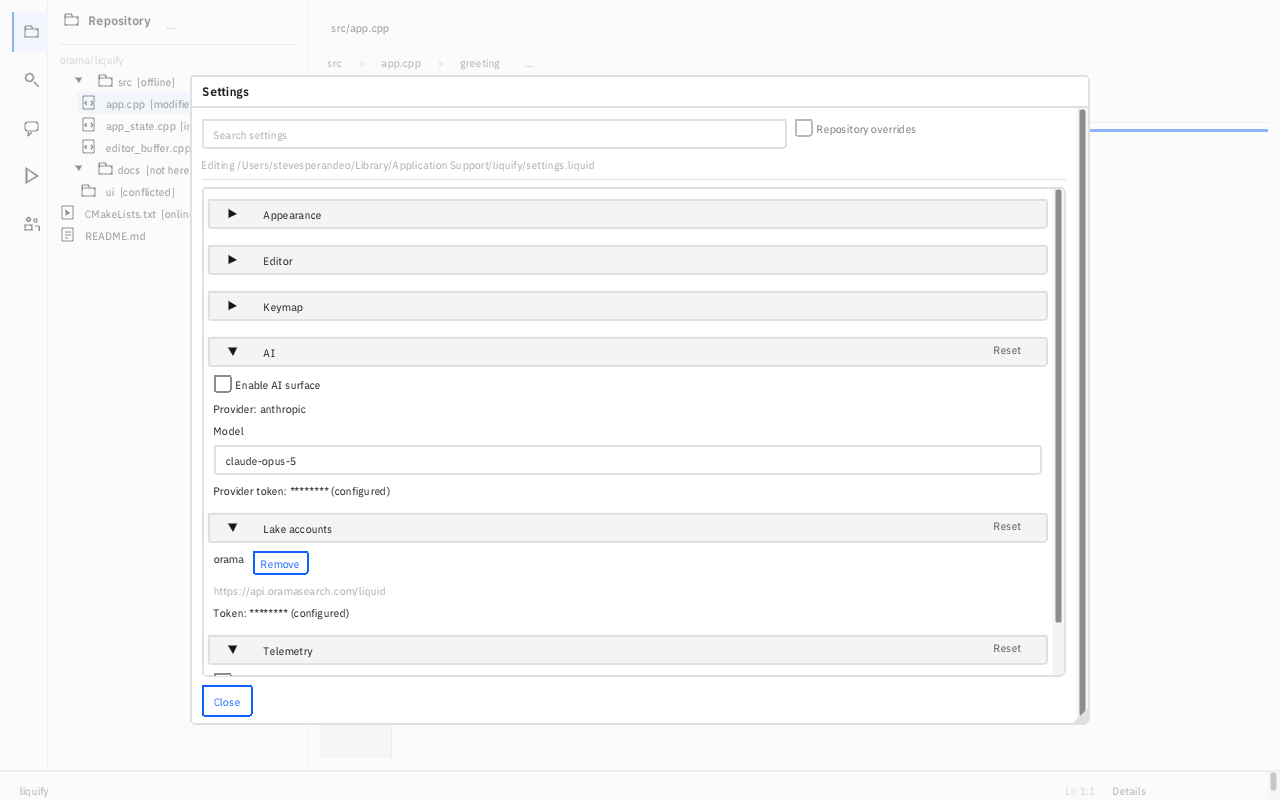 Repository ...
src/app.cpp
orama/liquify
src > app.cpp > greeting ...
src [offline]
app.cpp [modifie
app_state.cpp [in
editor_buffer.cpp
docs [not here
ui [conflicted]
CMakeLists.txt [onlin
README.md
Settings
Search settings
Repository overrides
Editing /Users/stevesperandeo/Library/Application Support/liquify/settings.liquid
Appearance
Editor
Keymap
AI Reset
Enable AI surface
Provider: anthropic
Model
claude-opus-5
Provider token: ******** (configured)
Lake accounts Reset
orama Remove
https://api.oramasearch.com/liquid
Token: ******** (configured)
Telemetry Reset
Close
liquify Ln 1:1 Details